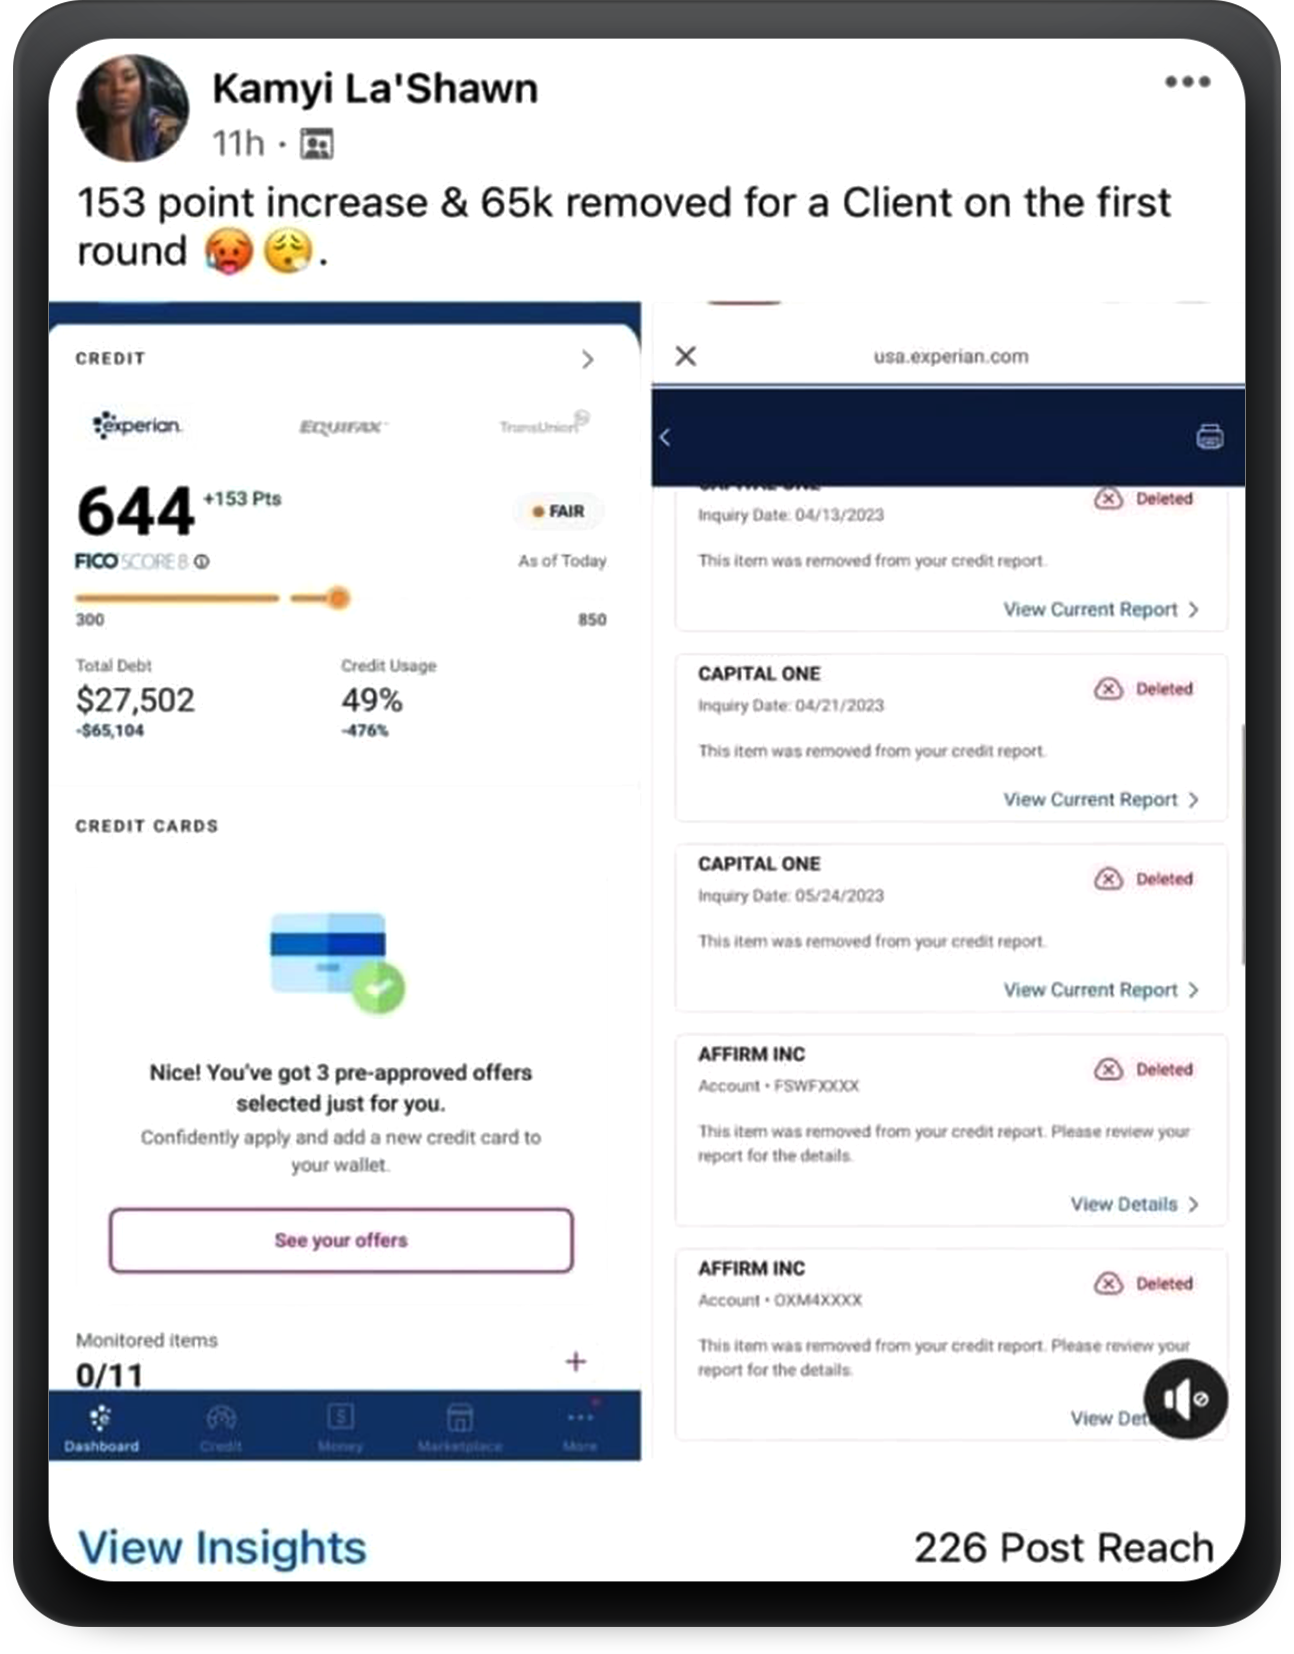 Kamyi La'Shawn
11h ·
153 point increase & 65k removed for a Client on the first
round 🥵😮‍💨.
CREDIT
experian.
EQUIFAX
TransUnion
644 +153 Pts
FAIR
FICO SCORE 8
As of Today
300
850
Total Debt
Credit Usage
$27,502
49%
-$65,104
-476%
CREDIT CARDS
Nice! You've got 3 pre-approved offers
selected just for you.
Confidently apply and add a new credit card to
your wallet.
See your offers
Monitored items
0/11
Dashboard
Credit
Money
Marketplace
More
usa.experian.com
CAPITAL ONE
Deleted
Inquiry Date: 04/13/2023
This item was removed from your credit report.
View Current Report
CAPITAL ONE
Deleted
Inquiry Date: 04/21/2023
This item was removed from your credit report.
View Current Report
CAPITAL ONE
Deleted
Inquiry Date: 05/24/2023
This item was removed from your credit report.
View Current Report
AFFIRM INC
Deleted
Account • FSWFXXXX
This item was removed from your credit report. Please review your
report for the details.
View Details
AFFIRM INC
Deleted
Account • OXM4XXXX
This item was removed from your credit report. Please review your
report for the details.
View Det
View Insights
226 Post Reach